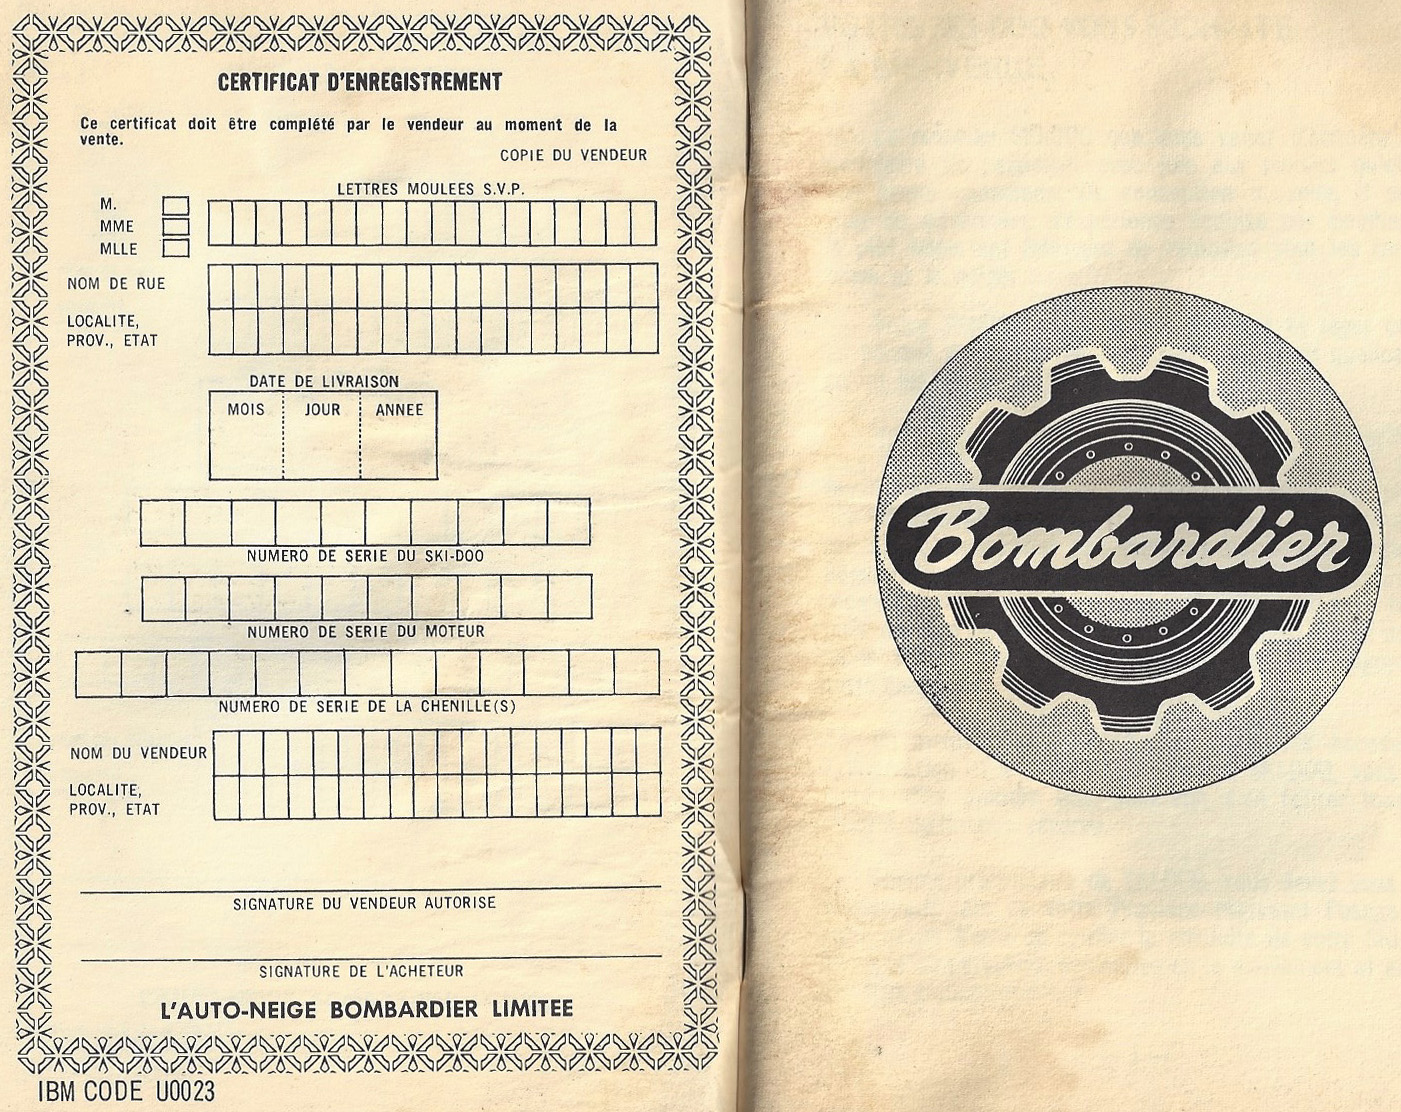 CERTIFICAT D'ENREGISTREMENT
Ce certificat doit être complété par le vendeur au moment de la
vente.
COPIE DU VENDEUR
LETTRES MOULEES S.V.P.
M.
MME
MLLE
NOM DE RUE
LOCALITE,
PROV., ETAT
DATE DE LIVRAISON
MOIS JOUR ANNEE
NUMERO DE SERIE DU SKI-DOO
NUMERO DE SERIE DU MOTEUR
NUMERO DE SERIE DE LA CHENILLE(S)
NOM DU VENDEUR
LOCALITE,
PROV., ETAT
SIGNATURE DU VENDEUR AUTORISE
SIGNATURE DE L'ACHETEUR
L'AUTO-NEIGE BOMBARDIER LIMITEE
IBM CODE U0023
Bombardier